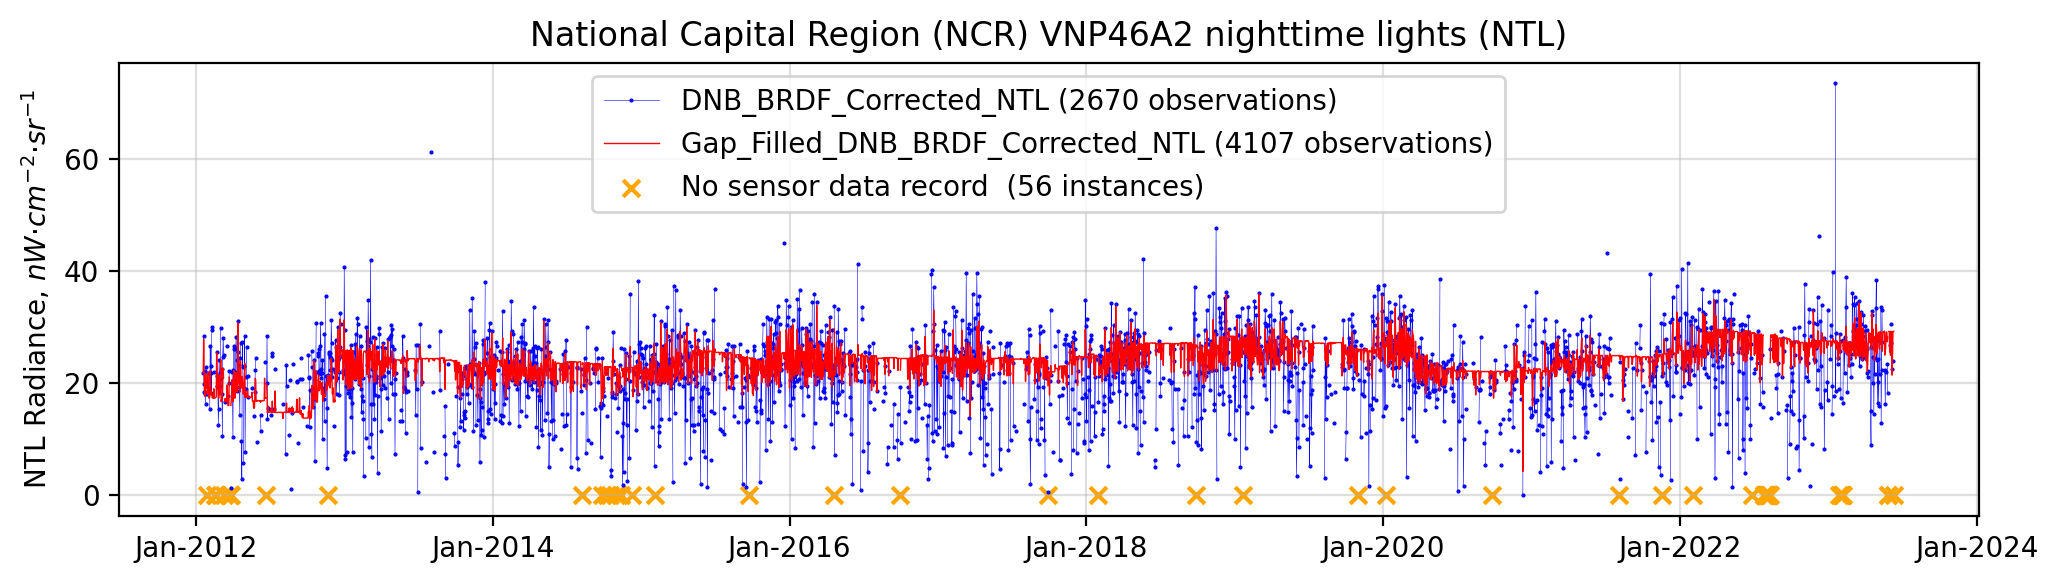 National Capital Region (NCR) VNP46A2 nighttime lights (NTL)
NTL Radiance, nW·cm⁻²·sr⁻¹
60
40
20
0
DNB_BRDF_Corrected_NTL (2670 observations)
Gap_Filled_DNB_BRDF_Corrected_NTL (4107 observations)
No sensor data record (56 instances)
Jan-2012 Jan-2014 Jan-2016 Jan-2018 Jan-2020 Jan-2022 Jan-2024